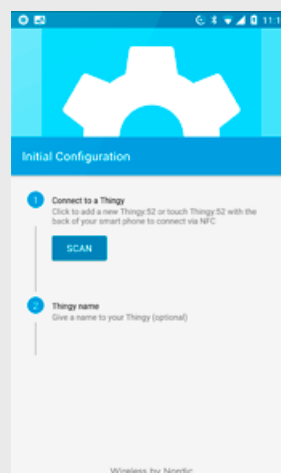 11:1
Initial Configuration
1
Connect to a Thingy
Click to add a new Thingy:52 or touch Thingy:52 with the
back of your smart phone to connect via NFC
SCAN
2
Thingy name
Give a name to your Thingy (optional)
Wireless by Nordic